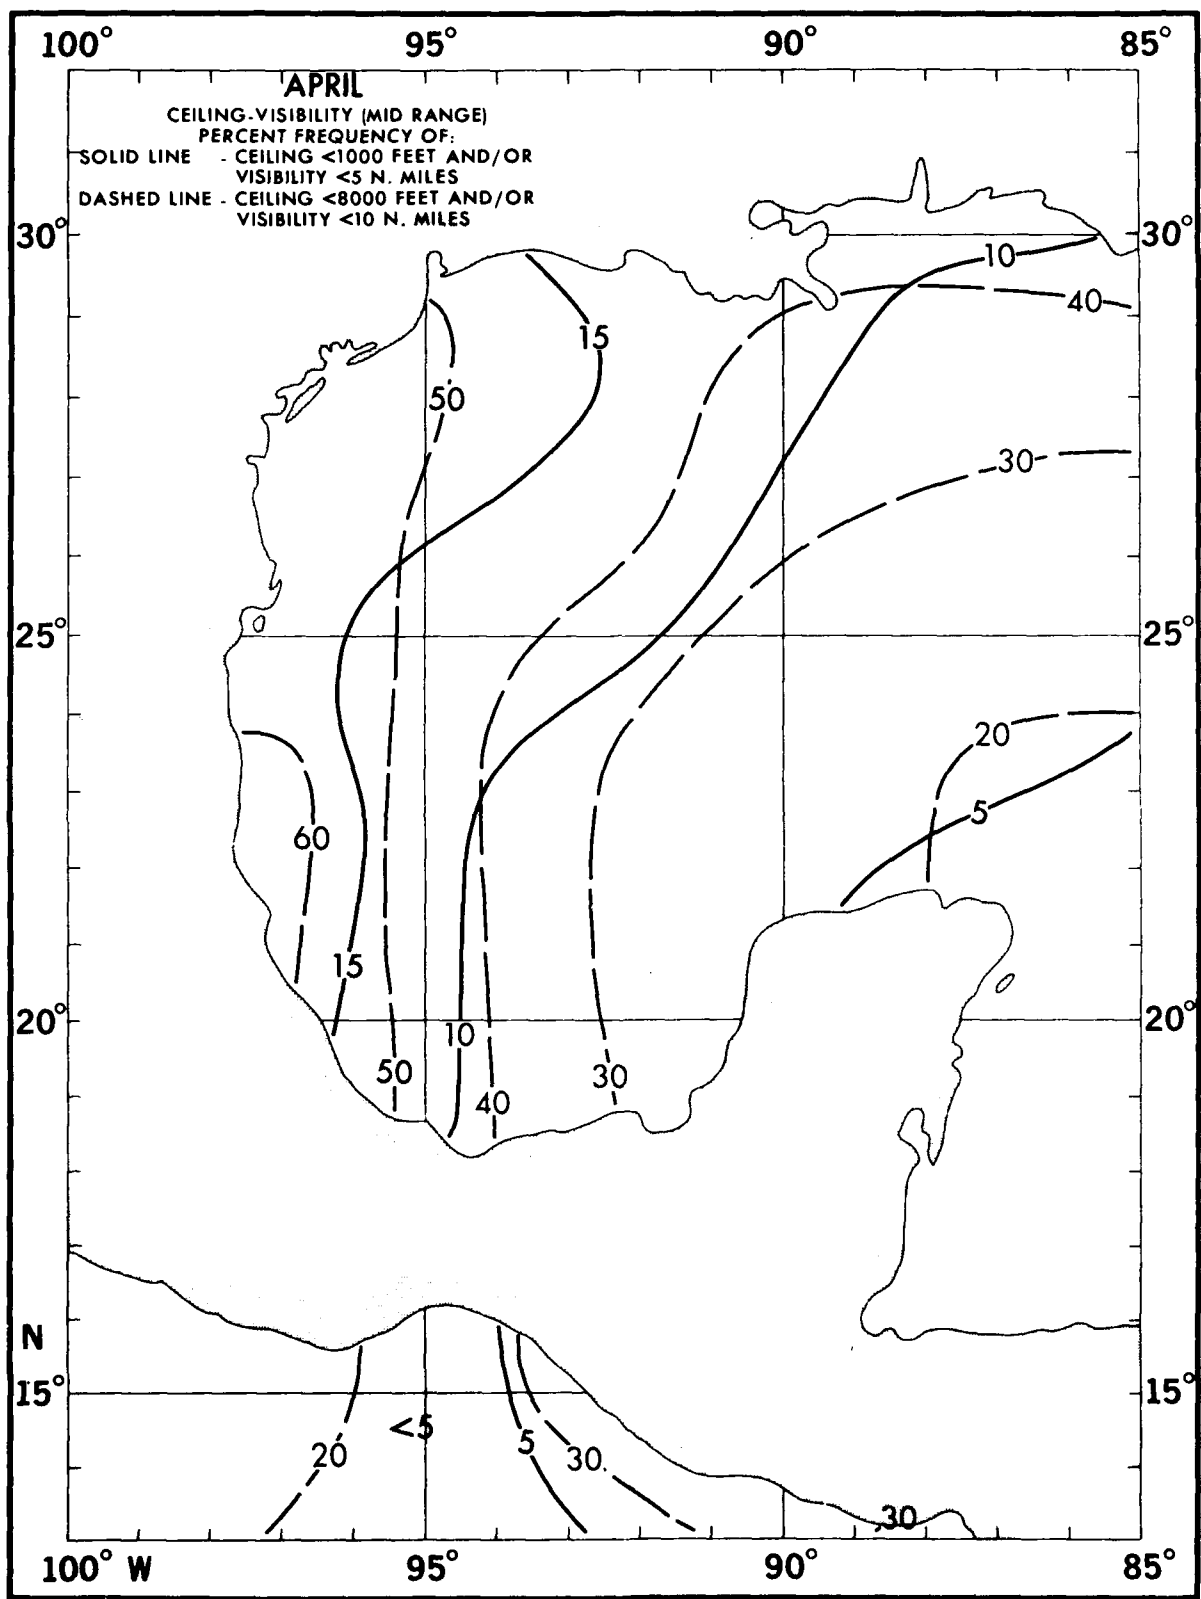 100° 95° 90° 85°
APRIL
CEILING-VISIBILITY (MID RANGE)
PERCENT FREQUENCY OF:
SOLID LINE - CEILING <1000 FEET AND/OR
VISIBILITY <5 N. MILES
DASHED LINE - CEILING <8000 FEET AND/OR
VISIBILITY <10 N. MILES
30° 30°
10
40
15
50
30
25° 25°
20
5
60
15
20° 20°
10
50 30
40
N
15° 15°
<5 5
20 30
30
100° W 95° 90° 85°